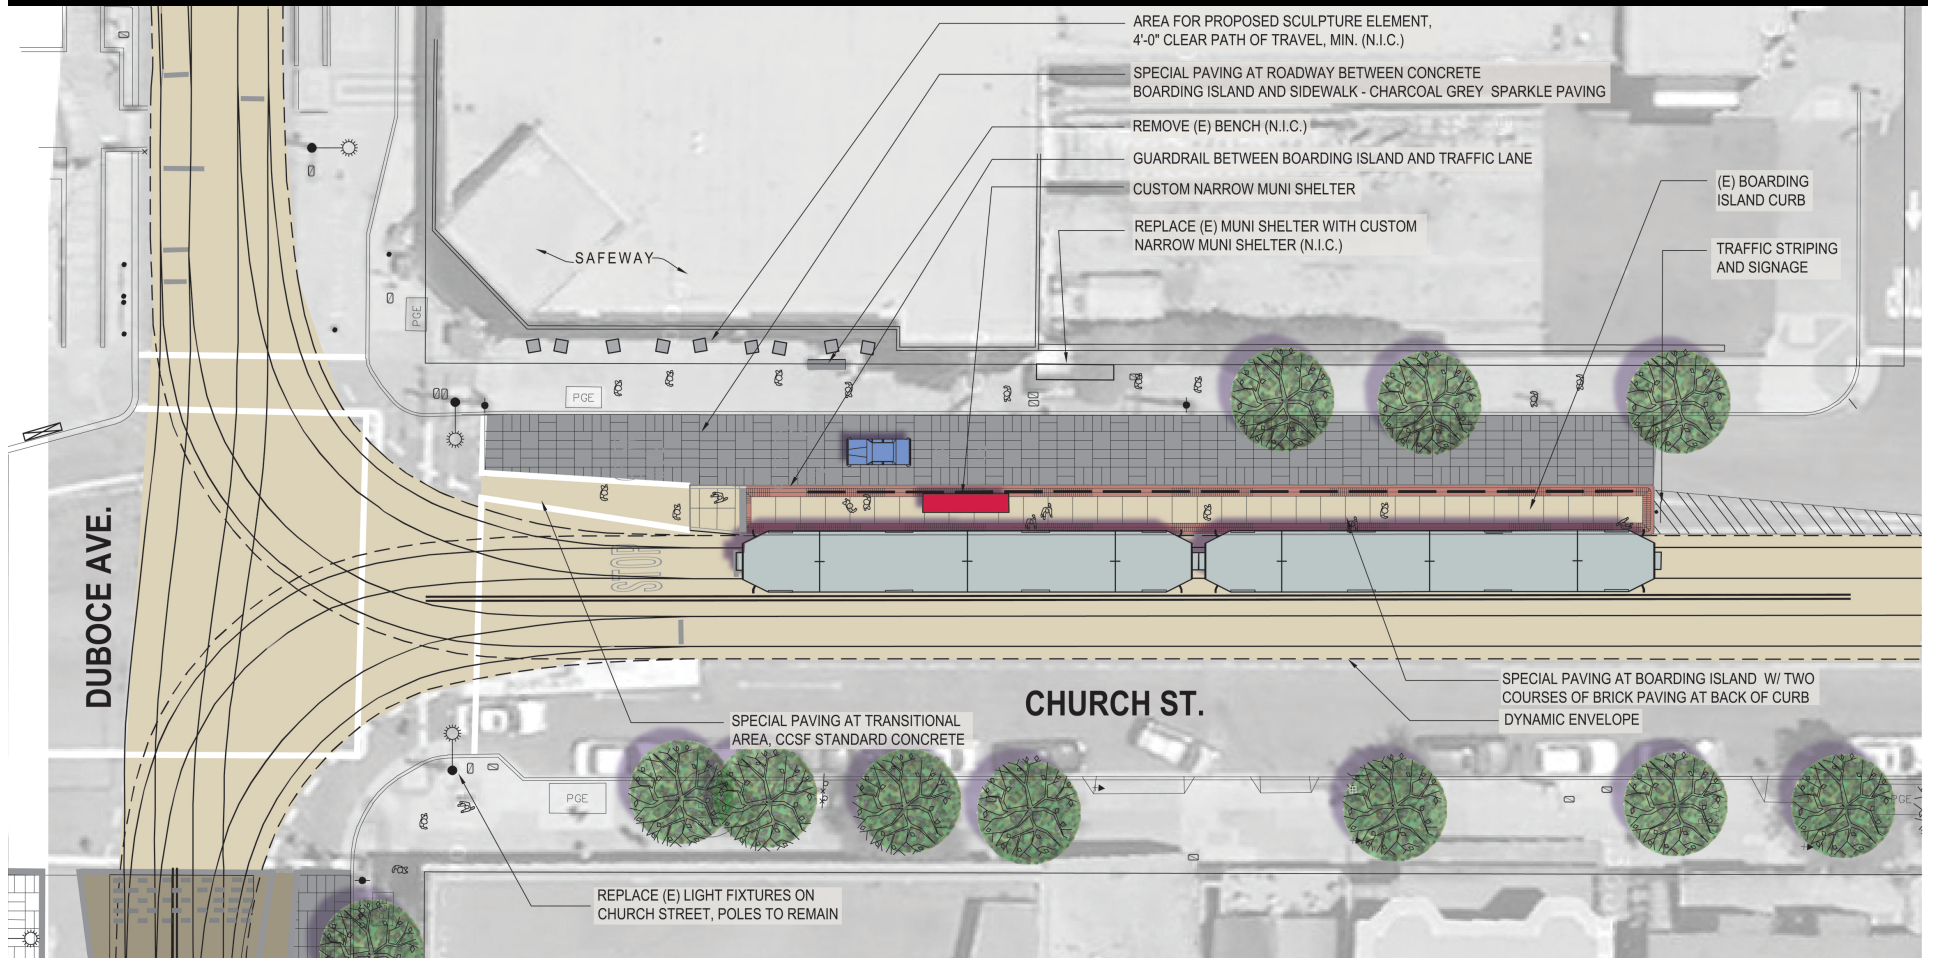 AREA FOR PROPOSED SCULPTURE ELEMENT,
4'-0" CLEAR PATH OF TRAVEL, MIN. (N.I.C.)
SPECIAL PAVING AT ROADWAY BETWEEN CONCRETE
BOARDING ISLAND AND SIDEWALK - CHARCOAL GREY SPARKLE PAVING
REMOVE (E) BENCH (N.I.C.)
GUARDRAIL BETWEEN BOARDING ISLAND AND TRAFFIC LANE
CUSTOM NARROW MUNI SHELTER
REPLACE (E) MUNI SHELTER WITH CUSTOM
NARROW MUNI SHELTER (N.I.C.)
(E) BOARDING
ISLAND CURB
TRAFFIC STRIPING
AND SIGNAGE
SAFEWAY
PGE
PGE
STOP
DUBOCE AVE.
CHURCH ST.
SPECIAL PAVING AT BOARDING ISLAND W/ TWO
COURSES OF BRICK PAVING AT BACK OF CURB
DYNAMIC ENVELOPE
SPECIAL PAVING AT TRANSITIONAL
AREA, CCSF STANDARD CONCRETE
PGE
PGE
REPLACE (E) LIGHT FIXTURES ON
CHURCH STREET, POLES TO REMAIN